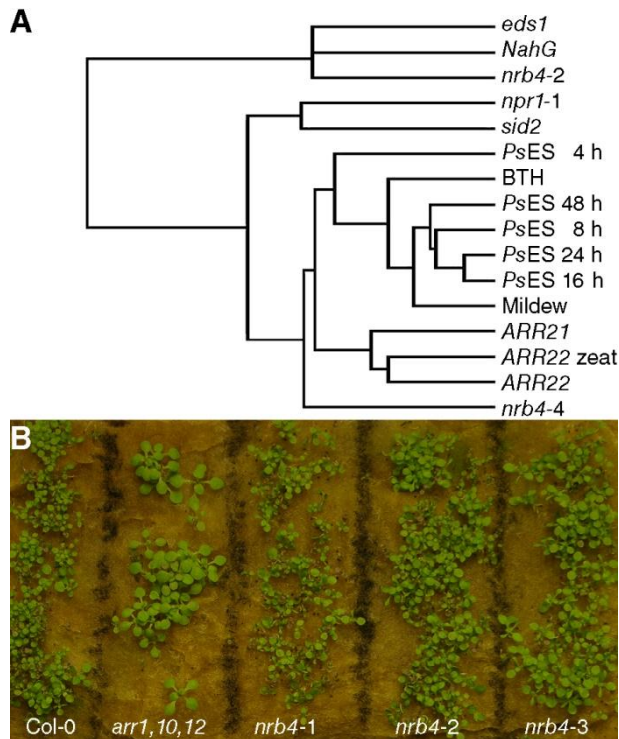 A
eds1
NahG
nrb4-2
npr1-1
sid2
PsES 4 h
BTH
PsES 48 h
PsES 8 h
PsES 24 h
PsES 16 h
Mildew
ARR21
ARR22 zeat
ARR22
nrb4-4
B
Col-0 arr1,10,12 nrb4-1 nrb4-2 nrb4-3